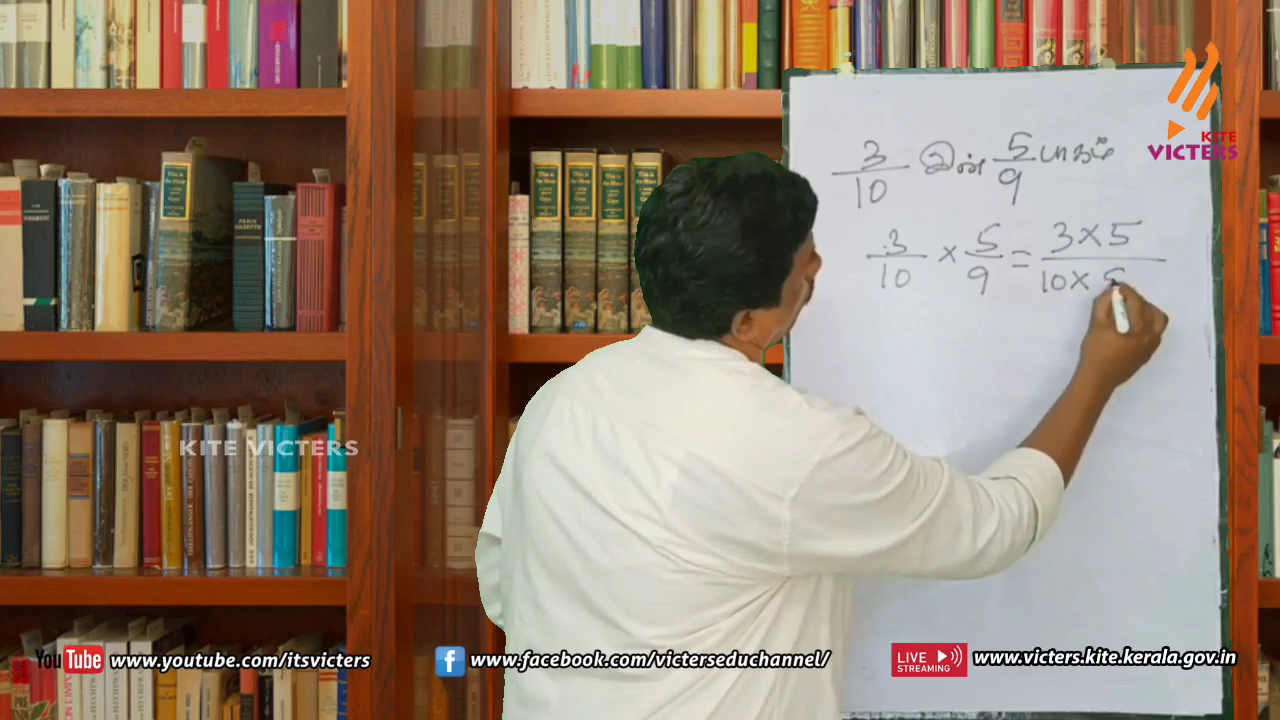 3/10 இன் 5/9 பாகம்
3/10 × 5/9 = 3×5/10×
KITE
VICTERS
KITE VICTERS
YouTube www.youtube.com/itsvicters
f www.facebook.com/victerseduchannel/
LIVE STREAMING www.victers.kite.kerala.gov.in